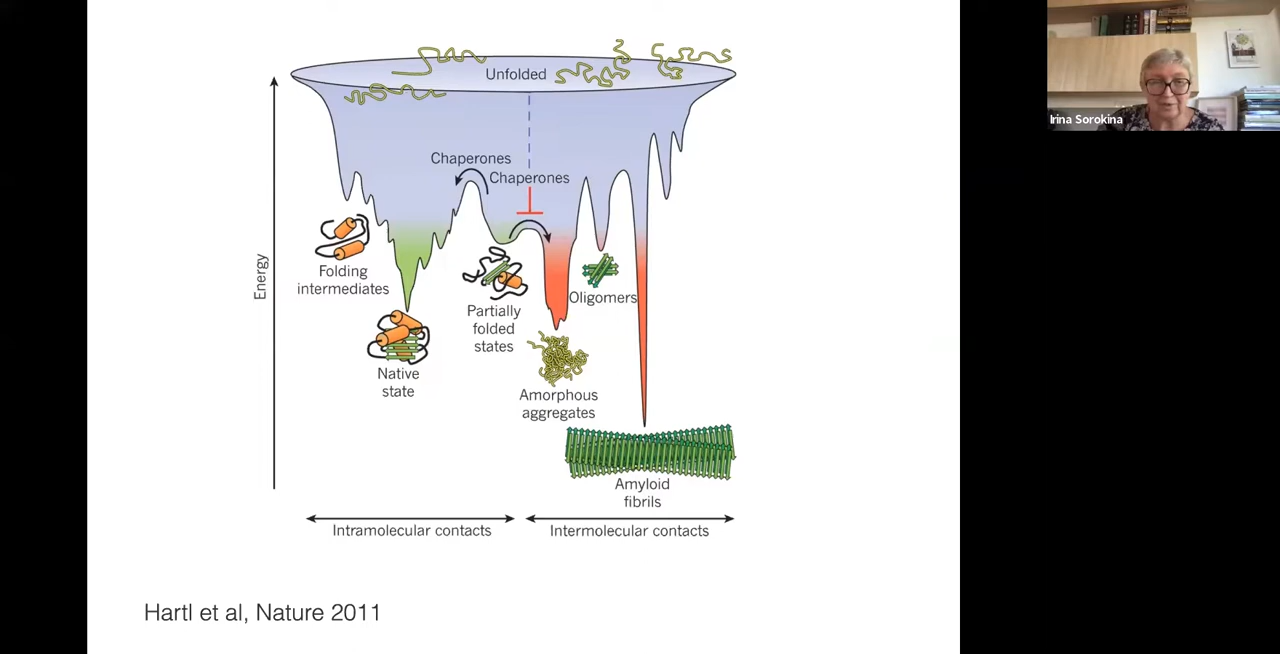 Unfolded
Irina Sorokina
Chaperones
Chaperones
Energy
Folding
intermediates
Partially
folded
states
Oligomers
Native
state
Amorphous
aggregates
Amyloid
fibrils
Intramolecular contacts
Intermolecular contacts
Hartl et al, Nature 2011